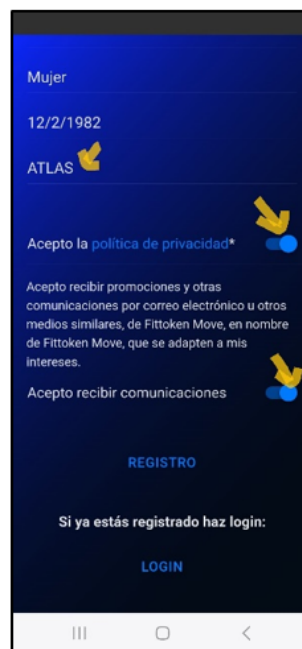 Mujer
12/2/1982
ATLAS
Acepto la política de privacidad*
Acepto recibir promociones y otras
comunicaciones por correo electrónico u otros
medios similares, de Fittoken Move, en nombre
de Fittoken Move, que se adapten a mis
intereses.
Acepto recibir comunicaciones
REGISTRO
Si ya estás registrado haz login:
LOGIN